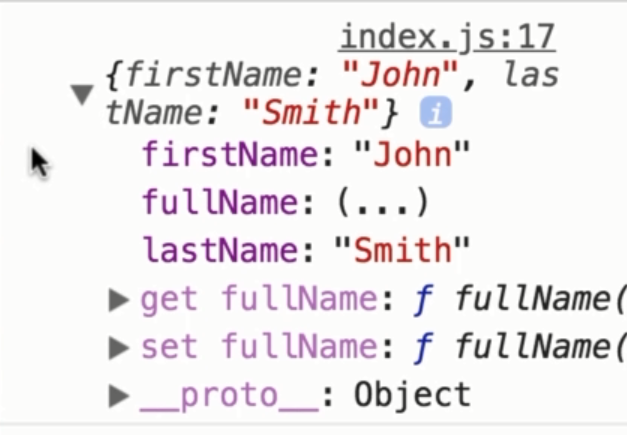 index.js:17
{firstName: "John", las
tName: "Smith"} i
firstName: "John"
fullName: (...)
lastName: "Smith"
get fullName: ƒ fullName(
set fullName: ƒ fullName(
__proto__: Object